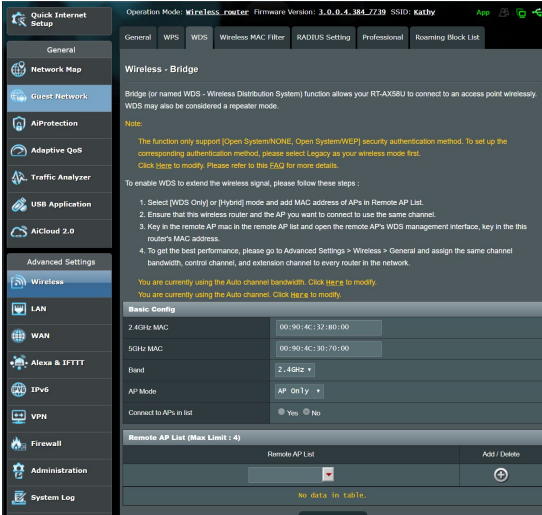 Quick Internet
Setup
Operation Mode: Wireless router Firmware Version: 3.0.0.4.384_7739 SSID: Kathy
App
General
WPS
WDS
Wireless MAC Filter
RADIUS Setting
Professional
Roaming Block List
General
Network Map
Guest Network
AiProtection
Adaptive QoS
Traffic Analyzer
USB Application
AiCloud 2.0
Advanced Settings
Wireless
LAN
WAN
Alexa & IFTTT
IPv6
VPN
Firewall
Administration
System Log
Wireless - Bridge
Bridge (or named WDS - Wireless Distribution System) function allows your RT-AX58U to connect to an access point wirelessly.
WDS may also be considered a repeater mode.
Note:
The function only support [Open System/NONE, Open System/WEP] security authentication method. To set up the
corresponding authentication method, please select Legacy as your wireless mode first.
Click Here to modify. Please refer to this FAQ for more details.
To enable WDS to extend the wireless signal, please follow these steps :
1. Select [WDS Only] or [Hybrid] mode and add MAC address of APs in Remote AP List.
2. Ensure that this wireless router and the AP you want to connect to use the same channel.
3. Key in the remote AP mac in the remote AP list and open the remote AP's WDS management interface, key in the this
router's MAC address.
4. To get the best performance, please go to Advanced Settings > Wireless > General and assign the same channel
bandwidth, control channel, and extension channel to every router in the network.
You are currently using the Auto channel bandwidth. Click Here to modify.
You are currently using the Auto channel. Click Here to modify.
Basic Config
2.4GHz MAC 00:90:4C:32:80:00
5GHz MAC 00:90:4C:30:70:00
Band 2.4GHz
AP Mode AP Only
Connect to APs in list Yes No
Remote AP List (Max Limit : 4)
Remote AP List Add / Delete
No data in table.